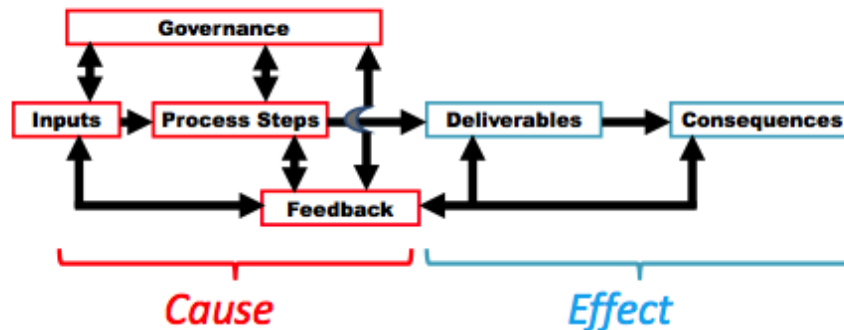 Governance
Inputs
Process Steps
Deliverables
Consequences
Feedback
Cause
Effect